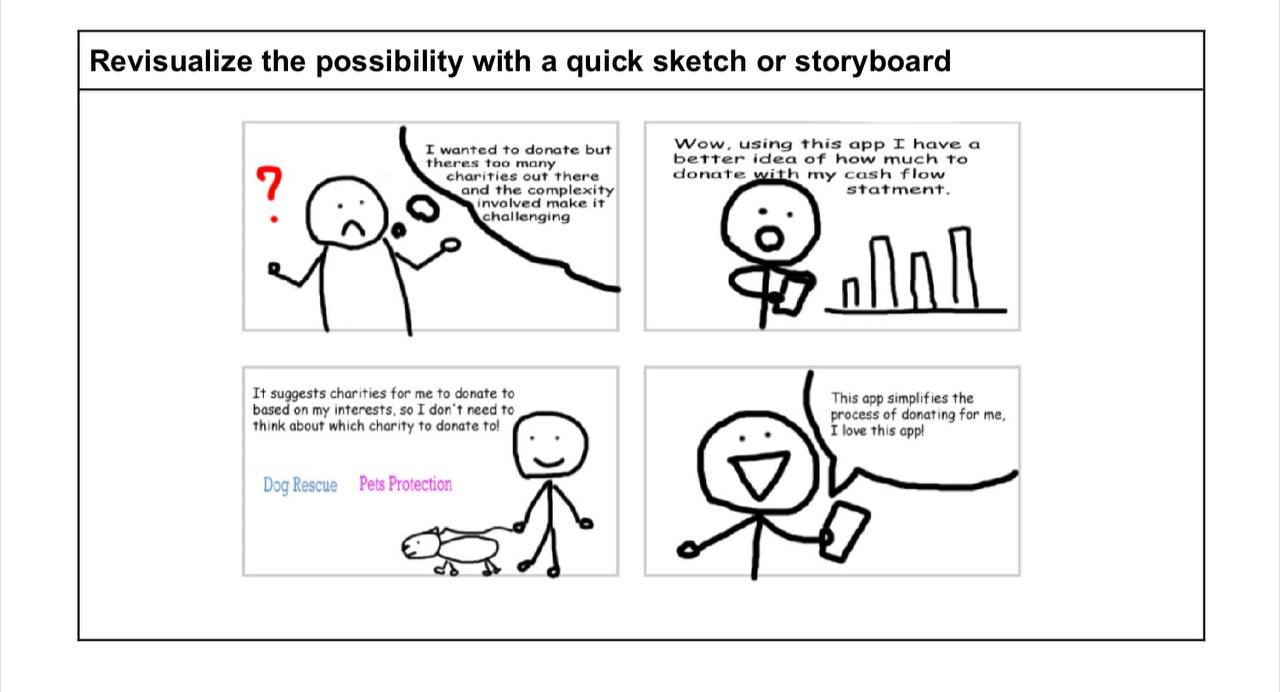 Revisualize the possibility with a quick sketch or storyboard
?
I wanted to donate but
theres too many
charities out there
and the complexity
involved make it
challenging
Wow, using this app I have a
better idea of how much to
donate with my cash flow
statment.
It suggests charities for me to donate to
based on my interests, so I don't need to
think about which charity to donate to!
Dog Rescue Pets Protection
This app simplifies the
process of donating for me,
I love this app!